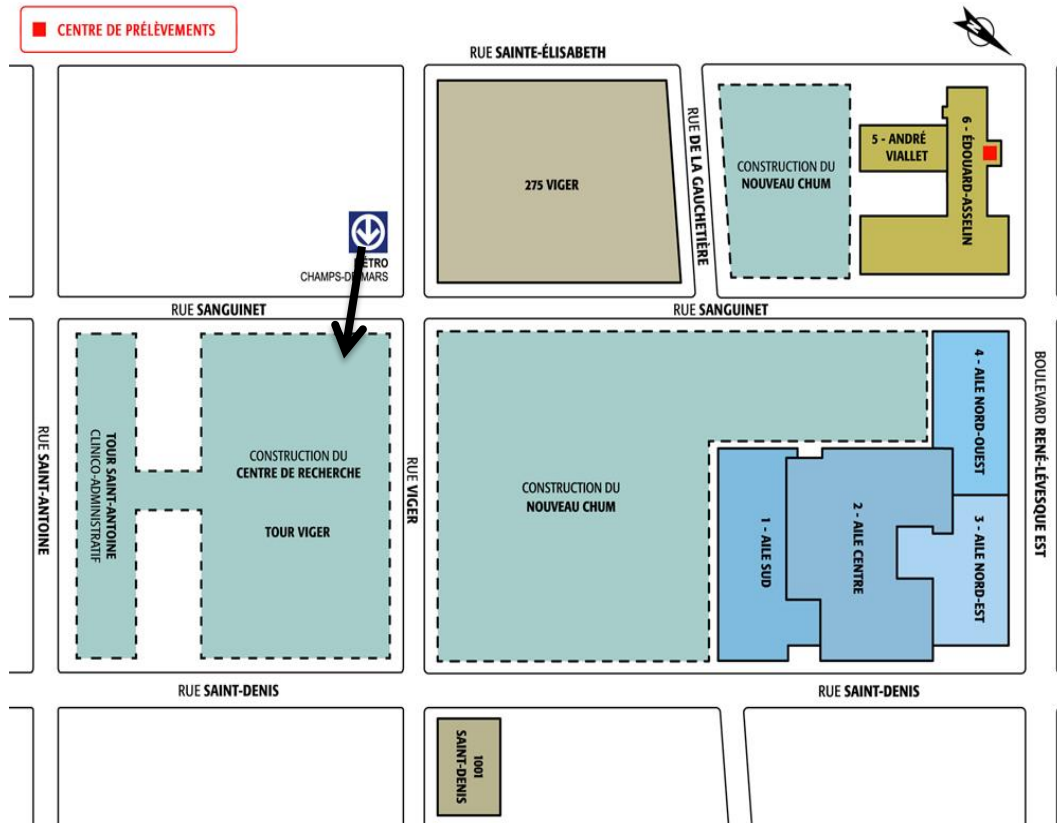 CENTRE DE PRÉLÈVEMENTS
RUE SAINTE-ÉLISABETH
RUE DE LA GAUCHETIÈRE
275 VIGER
CONSTRUCTION DU
NOUVEAU CHUM
5 - ANDRÉ
VIALLET
6 - ÉDOUARD-ASSELIN
CHAMPS-DE-MARS
RUE SANGUINET
RUE SANGUINET
RUE SAINT-ANTOINE
TOUR SAINT-ANTOINE
CLINICO-ADMINISTRATIF
CONSTRUCTION DU
CENTRE DE RECHERCHE
TOUR VIGER
RUE VIGER
CONSTRUCTION DU
NOUVEAU CHUM
1 - AILE SUD
2 - AILE CENTRE
4 - AILE NORD-OUEST
3 - AILE NORD-EST
BOULEVARD RENÉ-LÉVESQUE EST
RUE SAINT-DENIS
RUE SAINT-DENIS
1001
SAINT-DENIS